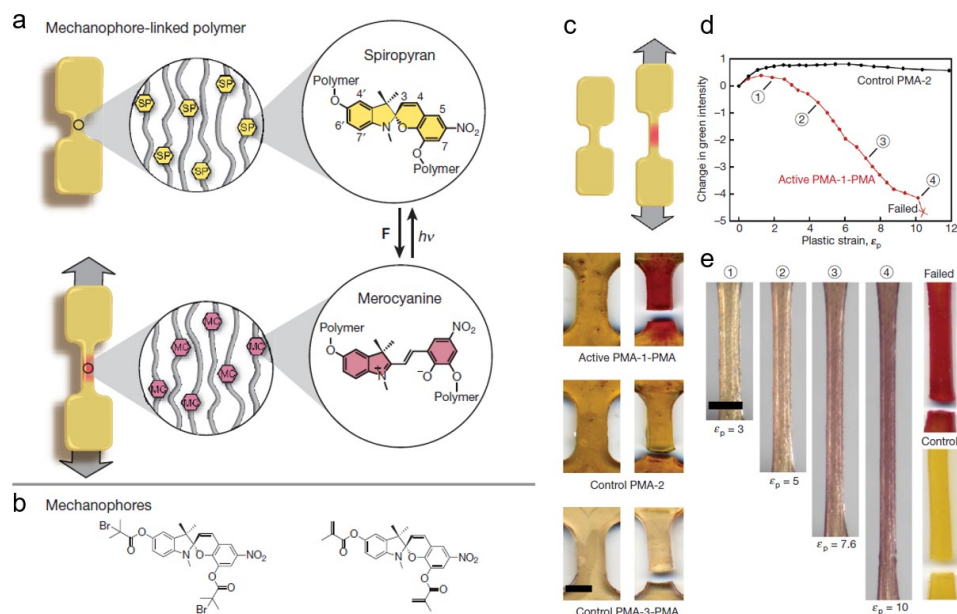 a
Mechanophore-linked polymer
SP
SP
SP
SP
SP
SP
SP
Spiropyran
Polymer
O
4′
3
4
5
6′
7′
N
O
NO2
7
O
Polymer
F
hν
MC
MC
MC
MC
MC
MC
MC
Merocyanine
Polymer
O
NO2
N
+
O
−
O
Polymer
b
Mechanophores
Br
O
O
N
O
NO2
O
O
Br
O
O
N
O
NO2
O
O
c
Active PMA-1-PMA
Control PMA-2
Control PMA-3-PMA
d
Change in green intensity
1
0
−1
−2
−3
−4
−5
0
2
4
6
8
10
12
Plastic strain, εp
Control PMA-2
Active PMA-1-PMA
Failed
①
②
③
④
e
①
②
③
④
Failed
Control
εp = 3
εp = 5
εp = 7.6
εp = 10